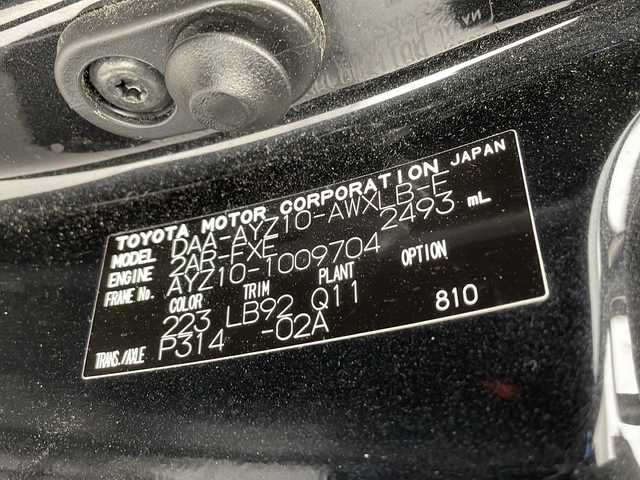 TOYOTA MOTOR CORPORATION JAPAN
MODEL DAA-AYZ10-AWXLB-E
ENGINE 2AR-FXE 2493 mL
FRAME No. AYZ10-1009704
COLOR TRIM PLANT OPTION
223 LB92 Q11 810
TRANS./AXLE P314 -02A